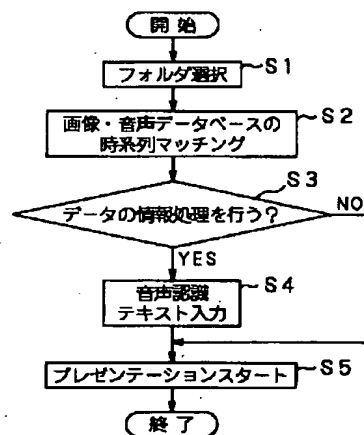 開始
フォルダ選択
S1
画像・音声データベースの
時系列マッチング
S2
データの情報処理を行う?
S3
NO
YES
音声認識
テキスト入力
S4
プレゼンテーションスタート
S5
終了